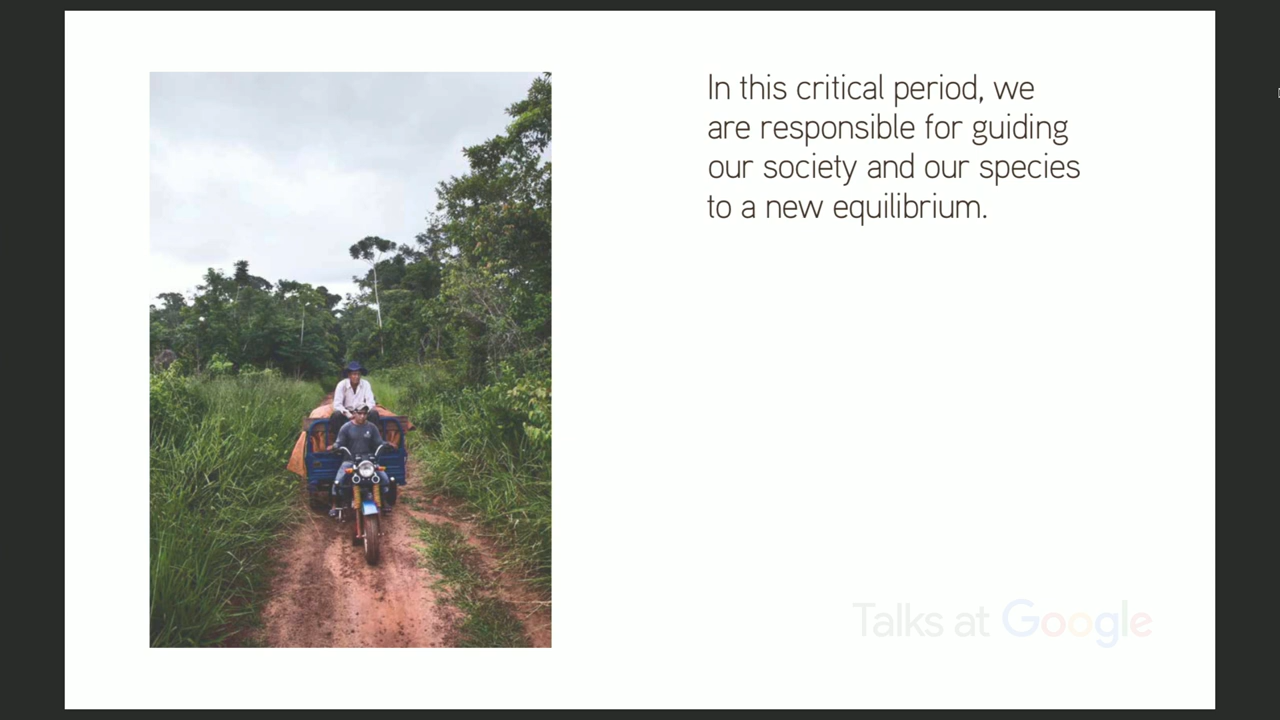 In this critical period, we
are responsible for guiding
our society and our species
to a new equilibrium.
Talks at Google